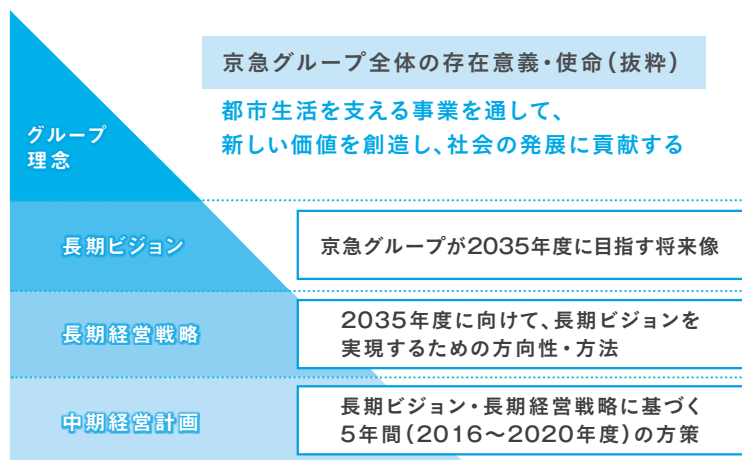 京急グループ全体の存在意義・使命（抜粋）
都市生活を支える事業を通して、
新しい価値を創造し、社会の発展に貢献する
グループ
理念
長期ビジョン
京急グループが2035年度に目指す将来像
長期経営戦略
2035年度に向けて、長期ビジョンを
実現するための方向性・方法
中期経営計画
長期ビジョン・長期経営戦略に基づく
5年間（2016～2020年度）の方策